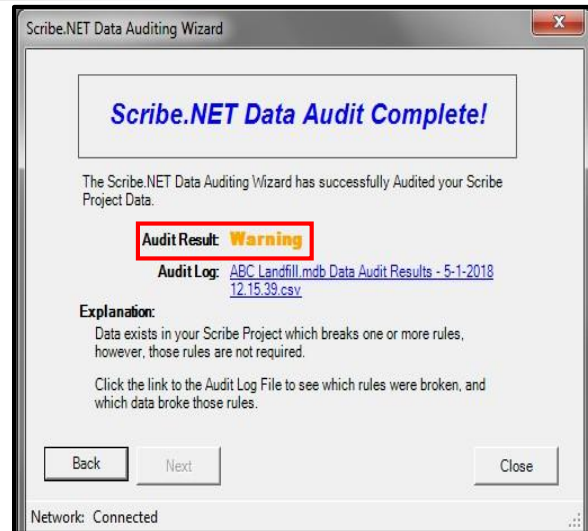 Scribe.NET Data Auditing Wizard
x
Scribe.NET Data Audit Complete!
The Scribe.NET Data Auditing Wizard has successfully Audited your Scribe
Project Data.
Audit Result: Warning
Audit Log: ABC Landfill.mdb Data Audit Results - 5-1-2018
12.15.39.csv
Explanation:
Data exists in your Scribe Project which breaks one or more rules,
however, those rules are not required.
Click the link to the Audit Log File to see which rules were broken, and
which data broke those rules.
Back Next Close
Network: Connected